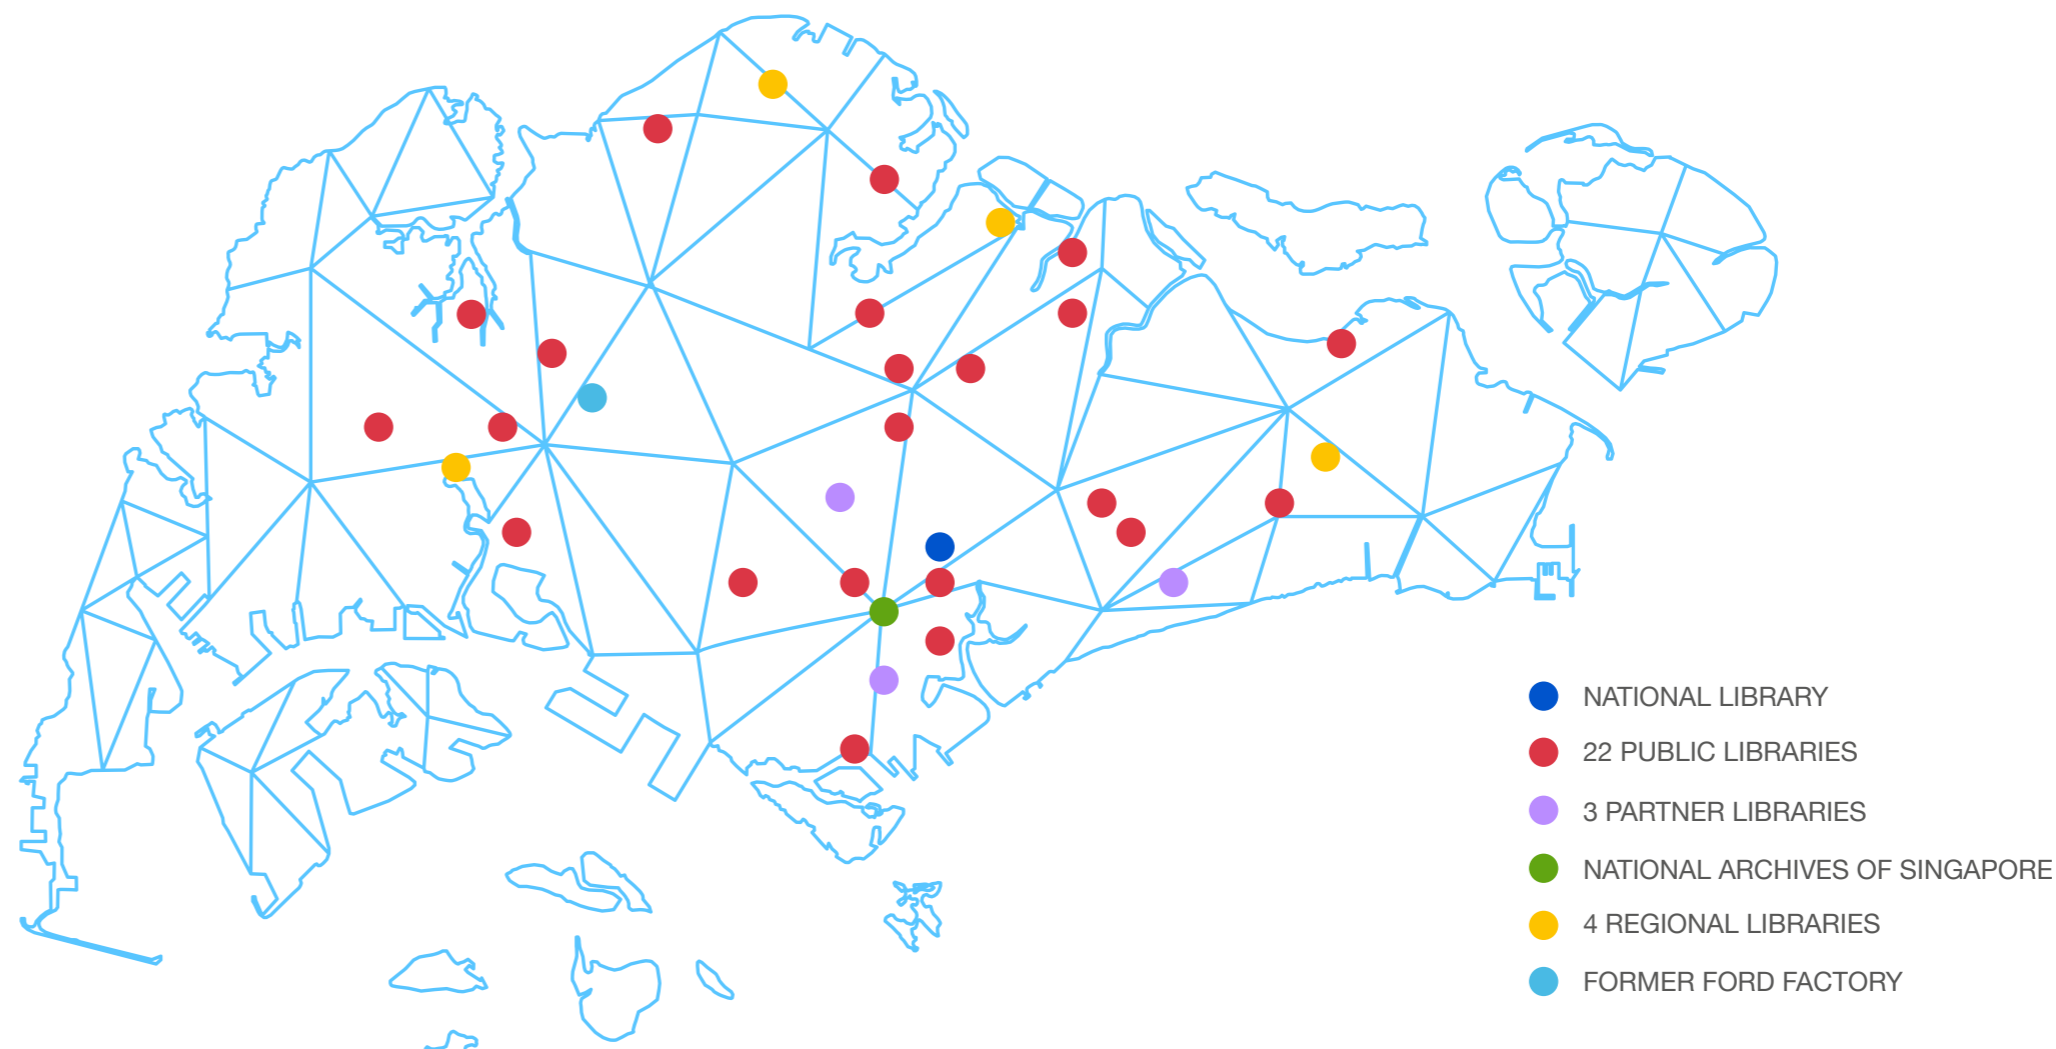 NATIONAL LIBRARY
22 PUBLIC LIBRARIES
3 PARTNER LIBRARIES
NATIONAL ARCHIVES OF SINGAPORE
4 REGIONAL LIBRARIES
FORMER FORD FACTORY